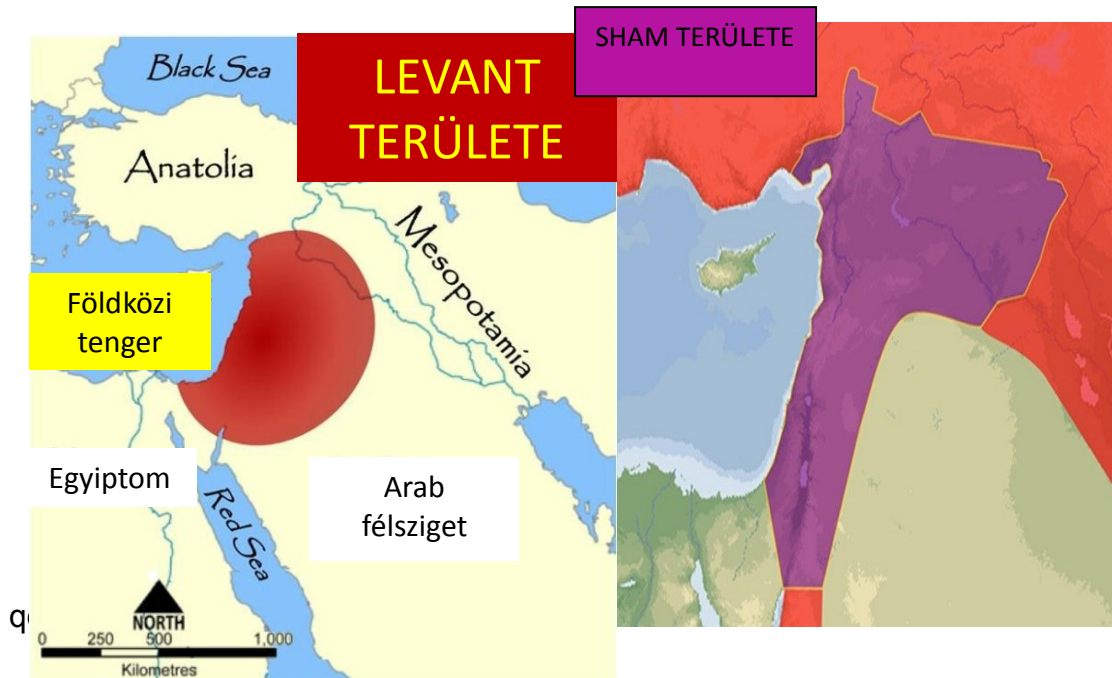 SHAM TERÜLETE
LEVANT
TERÜLETE
Black Sea
Anatolia
Mesopotamia
Földközi
tenger
Egyiptom
Red Sea
Arab
félsziget
NORTH
0 250 500 1,000
Kilometres